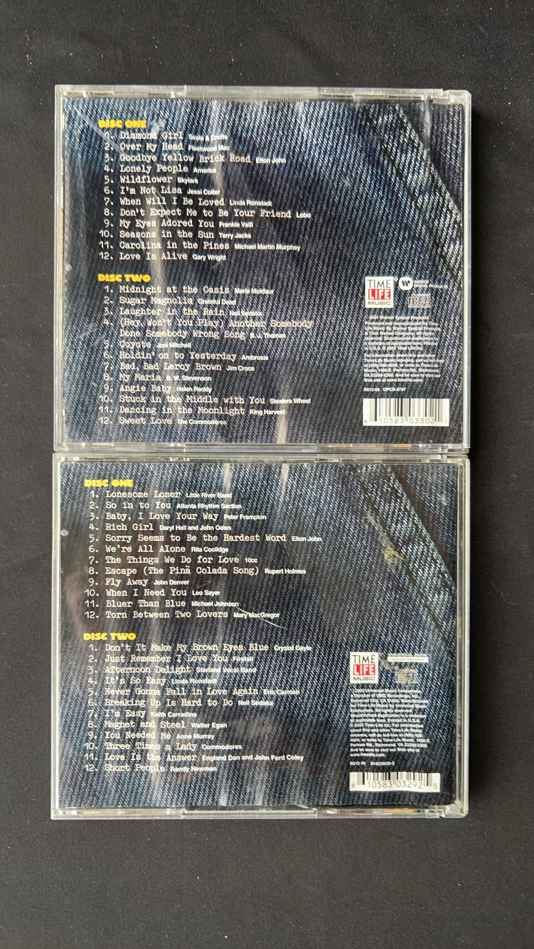 DISC ONE
1. Diamond Girl Seals & Crofts
2. Over My Head Fleetwood Mac
3. Goodbye Yellow Brick Road Elton John
4. Lonely People America
5. Wildflower Skylark
6. I'm Not Lisa Jessi Colter
7. When Will I Be Loved Linda Ronstadt
8. Don't Expect Me to Be Your Friend Lobo
9. My Eyes Adored You Frankie Valli
10. Seasons in the Sun Terry Jacks
11. Carolina in the Pines Michael Martin Murphey
12. Love Is Alive Gary Wright
DISC TWO
1. Midnight at the Oasis Maria Muldaur
2. Sugar Magnolia Grateful Dead
3. Laughter in the Rain Neil Sedaka
4. (Hey, Won't You Play) Another Somebody
Done Somebody Wrong Song B.J. Thomas
5. Coyote Joni Mitchell
6. Holdin' on to Yesterday Ambrosia
7. Bad, Bad Leroy Brown Jim Croce
8. My Maria B.W. Stevenson
9. Angie Baby Helen Reddy
10. Stuck in the Middle with You Stealers Wheel
11. Dancing in the Moonlight King Harvest
12. Sweet Love The Commodores
TIME
LIFE
MUSIC
DISC ONE
1. Lonesome Loser Little River Band
2. So in to You Atlanta Rhythm Section
3. Baby, I Love Your Way Peter Frampton
4. Rich Girl Daryl Hall and John Oates
5. Sorry Seems to Be the Hardest Word Elton John
6. We're All Alone Rita Coolidge
7. The Things We Do for Love 10cc
8. Escape (The Pina Colada Song) Rupert Holmes
9. Fly Away John Denver
10. When I Need You Leo Sayer
11. Bluer Than Blue Michael Johnson
12. Torn Between Two Lovers Mary MacGregor
DISC TWO
1. Don't It Make My Brown Eyes Blue Crystal Gayle
2. Just Remember I Love You Firefall
3. Afternoon Delight Starland Vocal Band
4. It's So Easy Linda Ronstadt
5. Never Gonna Fall in Love Again Eric Carmen
6. Breaking Up Is Hard to Do Neil Sedaka
7. I'm Easy Keith Carradine
8. Magnet and Steel Walter Egan
9. You Needed Me Anne Murray
10. Three Times a Lady Commodores
11. Love Is the Answer England Dan and John Ford Coley
12. Short People Randy Newman
TIME
LIFE
MUSIC